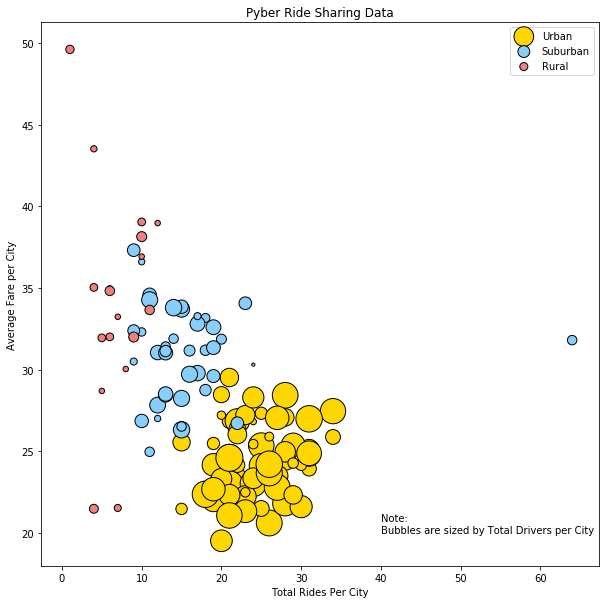 Pyber Ride Sharing Data
Urban
Suburban
Rural
50
45
40
35
30
25
20
Average Fare per City
Note:
Bubbles are sized by Total Drivers per City
0 10 20 30 40 50 60
Total Rides Per City